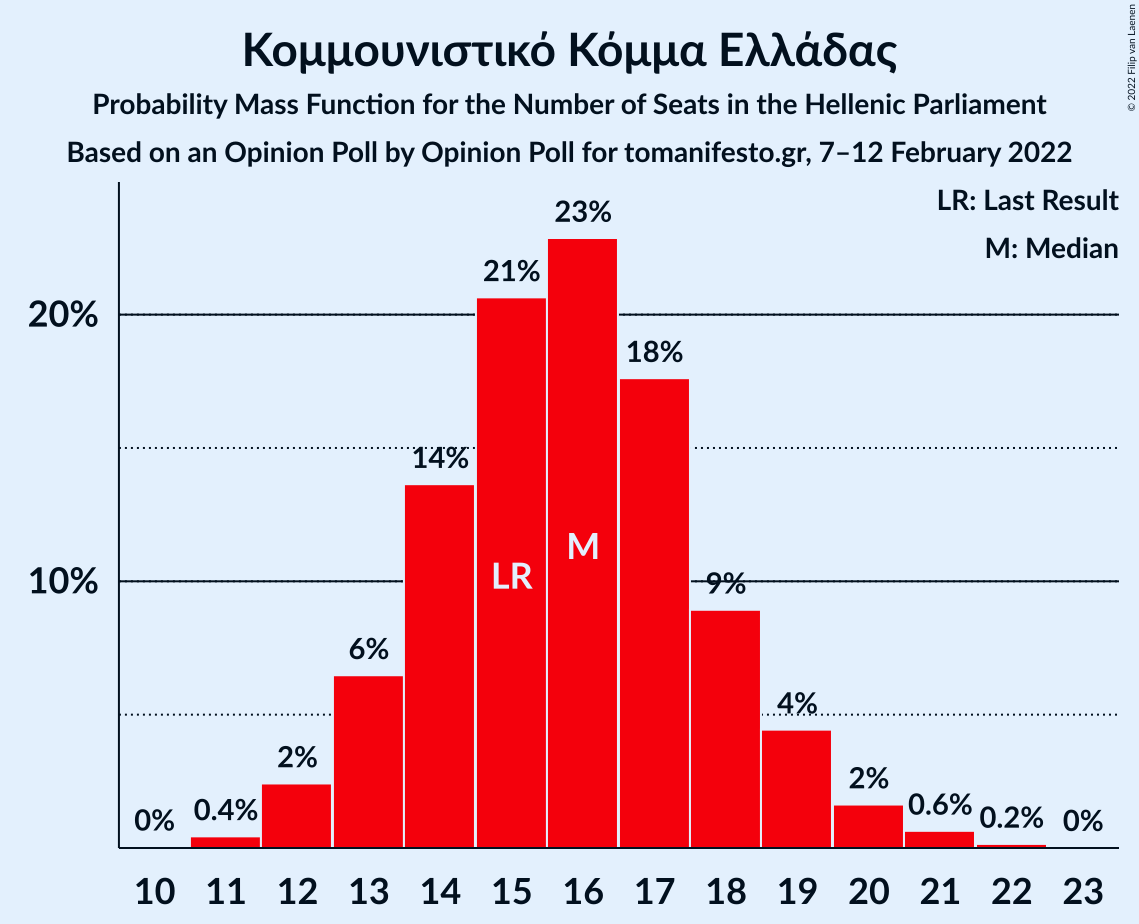 Κομμουνιστικό Κόμμα Ελλάδας
Probability Mass Function for the Number of Seats in the Hellenic Parliament
Based on an Opinion Poll by Opinion Poll for tomanifesto.gr, 7–12 February 2022
© 2022 Filip van Laenen
LR: Last Result
M: Median
20%
10%
0%
0.4%
2%
6%
14%
21%
23%
18%
9%
4%
2%
0.6%
0.2%
0%
LR
M
10 11 12 13 14 15 16 17 18 19 20 21 22 23